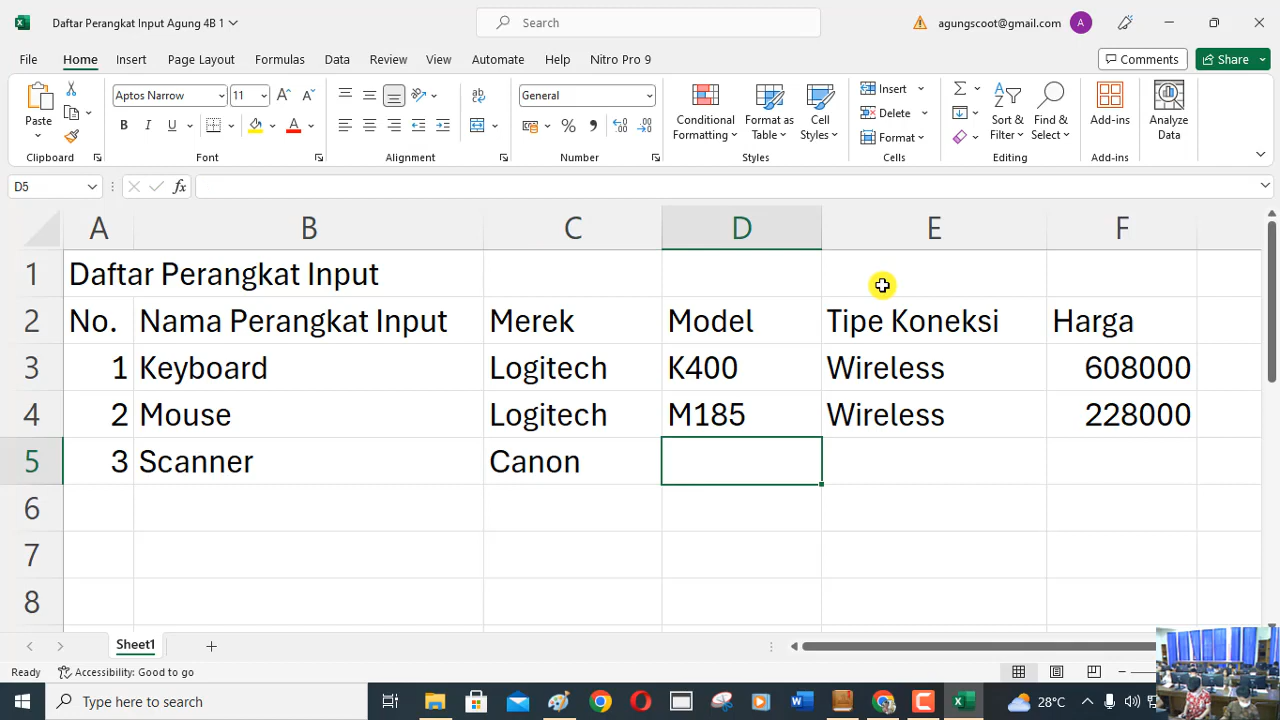 Daftar Perangkat Input Agung 4B 1
Search
agungscoot@gmail.com
A
File Home Insert Page Layout Formulas Data Review View Automate Help Nitro Pro 9
Comments
Share
Paste
Clipboard
Aptos Narrow 11
B I U
Font
Alignment
ab
General
Number
Conditional Formatting
Format as Table
Cell Styles
Styles
Insert
Delete
Format
Cells
Sort & Filter
Find & Select
Editing
Add-ins
Add-ins
Analyze Data
D5
fx
A B C D E F
1 Daftar Perangkat Input
2 No. Nama Perangkat Input Merek Model Tipe Koneksi Harga
3 1 Keyboard Logitech K400 Wireless 608000
4 2 Mouse Logitech M185 Wireless 228000
5 3 Scanner Canon
6
7
8
Sheet1
Ready Accessibility: Good to go
Type here to search
28°C